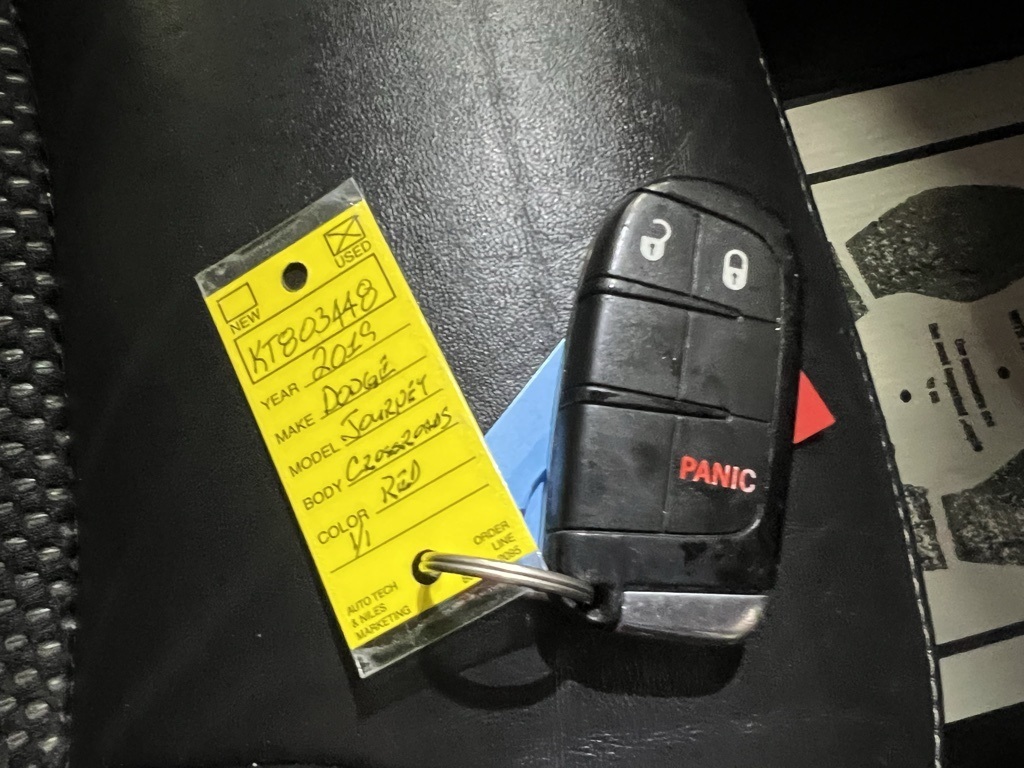 USED
NEW
KT803448
YEAR 2019
MAKE DODGE
MODEL JOURNEY
BODY CROSSROADS
COLOR RED
V1
ORDER
LINE
AUTO TECH
& NILES
MARKETING
PANIC